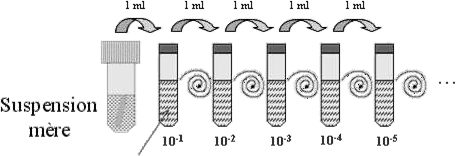 1 ml 1 ml 1 ml 1 ml 1 ml
Suspension
mère
10-1 10-2 10-3 10-4 10-5 ...